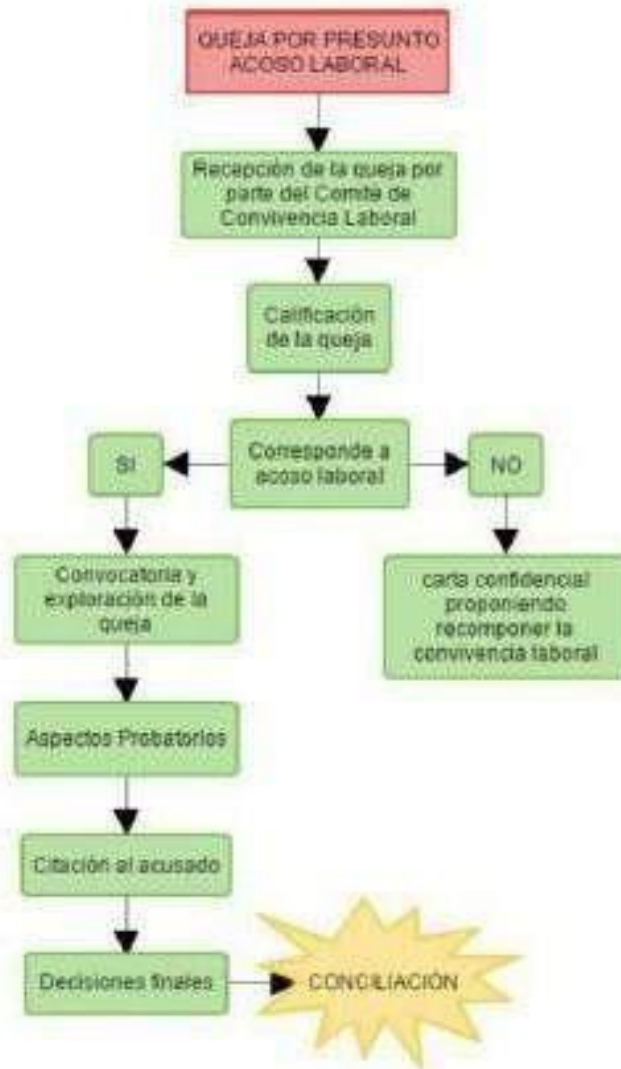 QUEJA POR PRESUNTO
ACOSO LABORAL
Recepción de la queja por
parte del Comite de
Convivencia Laboral
Calificación
de la queja
SI
Corresponde a
acoso laboral
NO
Convocatoria y
exploración de la
queja
carta confidencial
proponiendo
recomponer la
convivencia laboral
Aspectos Probatorios
Citación al acusado
Decisiones finales
CONCILIACIÓN